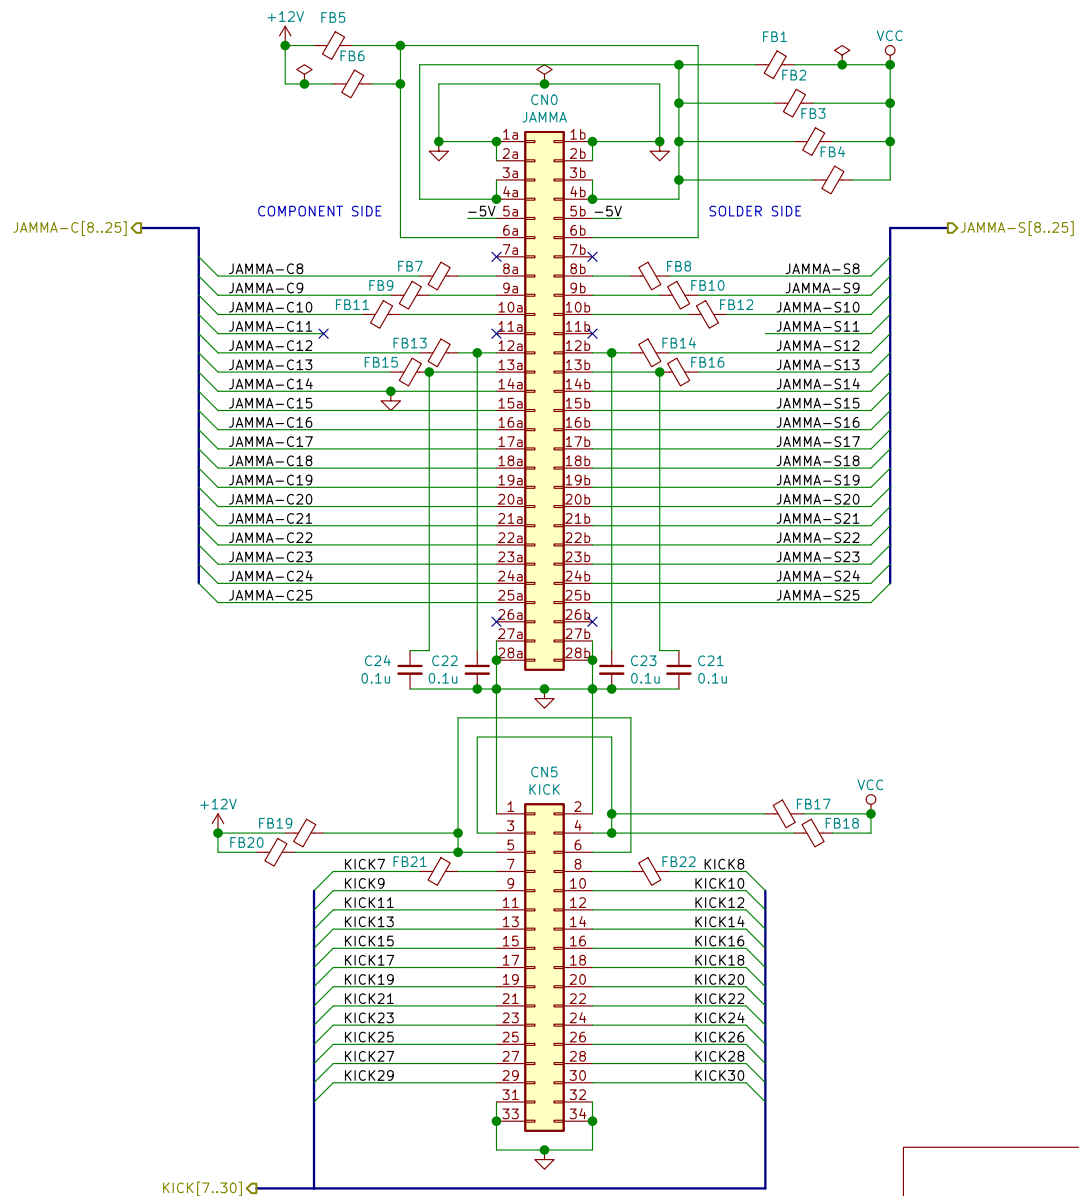 +12V FB5
FB6
FB1 VCC
FB2
FB3
FB4
CN0
JAMMA
1a 1b
2a 2b
3a 3b
4a 4b
COMPONENT SIDE -5V 5a 5b -5V SOLDER SIDE
JAMMA-C[8..25] 6a 6b JAMMA-S[8..25]
7a 7b
JAMMA-C8 FB7 8a 8b FB8 JAMMA-S8
JAMMA-C9 FB9 9a 9b FB10 JAMMA-S9
JAMMA-C10 FB11 10a 10b FB12 JAMMA-S10
JAMMA-C11 11a 11b JAMMA-S11
JAMMA-C12 FB13 12a 12b FB14 JAMMA-S12
JAMMA-C13 FB15 13a 13b FB16 JAMMA-S13
JAMMA-C14 14a 14b JAMMA-S14
JAMMA-C15 15a 15b JAMMA-S15
JAMMA-C16 16a 16b JAMMA-S16
JAMMA-C17 17a 17b JAMMA-S17
JAMMA-C18 18a 18b JAMMA-S18
JAMMA-C19 19a 19b JAMMA-S19
JAMMA-C20 20a 20b JAMMA-S20
JAMMA-C21 21a 21b JAMMA-S21
JAMMA-C22 22a 22b JAMMA-S22
JAMMA-C23 23a 23b JAMMA-S23
JAMMA-C24 24a 24b JAMMA-S24
JAMMA-C25 25a 25b JAMMA-S25
26a 26b
27a 27b
28a 28b
C24 C22 C23 C21
0.1u 0.1u 0.1u 0.1u
CN5
KICK
+12V 1 2 FB17 VCC
FB19 3 4 FB18
FB20 5 6
KICK7 FB21 7 8 FB22 KICK8
KICK9 9 10 KICK10
KICK11 11 12 KICK12
KICK13 13 14 KICK14
KICK15 15 16 KICK16
KICK17 17 18 KICK18
KICK19 19 20 KICK20
KICK21 21 22 KICK22
KICK23 23 24 KICK24
KICK25 25 26 KICK26
KICK27 27 28 KICK28
KICK29 29 30 KICK30
31 32
33 34
KICK[7..30]